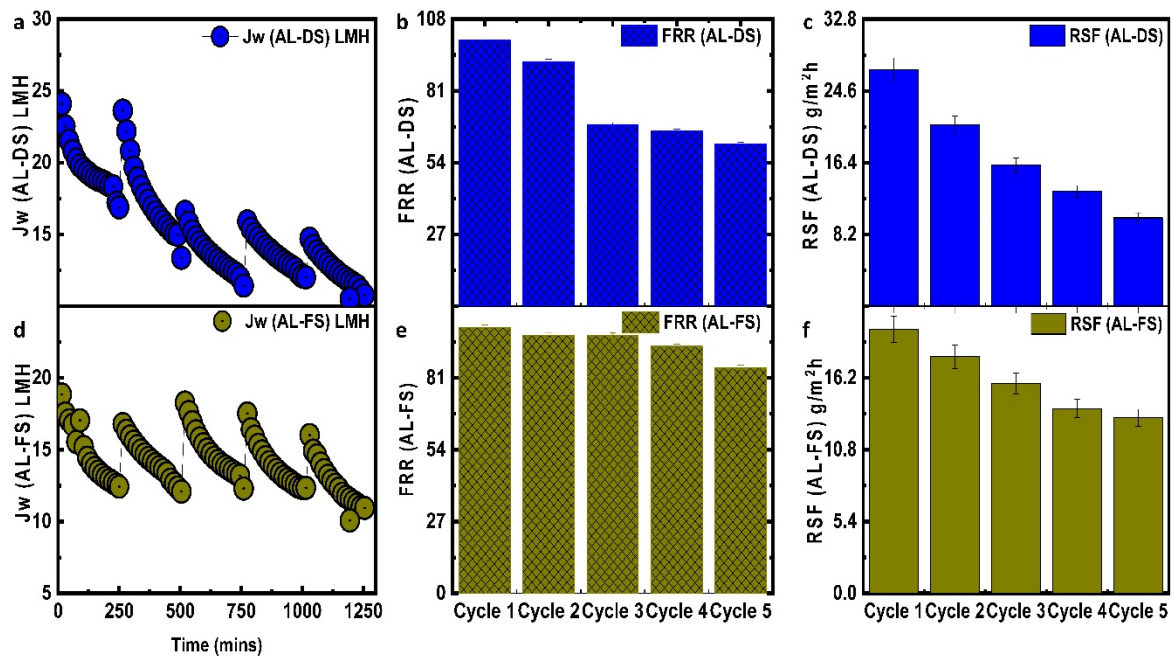 a
Jw (AL-DS) LMH
Jw (AL-DS) LMH
30
25
20
15
b
FRR (AL-DS)
FRR (AL-DS)
108
81
54
27
c
RSF (AL-DS)
RSF (AL-DS) g/m²h
32.8
24.6
16.4
8.2
d
Jw (AL-FS) LMH
Jw (AL-FS) LMH
20
15
10
5
0 250 500 750 1000 1250
Time (mins)
e
FRR (AL-FS)
FRR (AL-FS)
81
54
27
0
Cycle 1 Cycle 2 Cycle 3 Cycle 4 Cycle 5
f
RSF (AL-FS)
RSF (AL-FS) g/m²h
16.2
10.8
5.4
0.0
Cycle 1 Cycle 2 Cycle 3 Cycle 4 Cycle 5